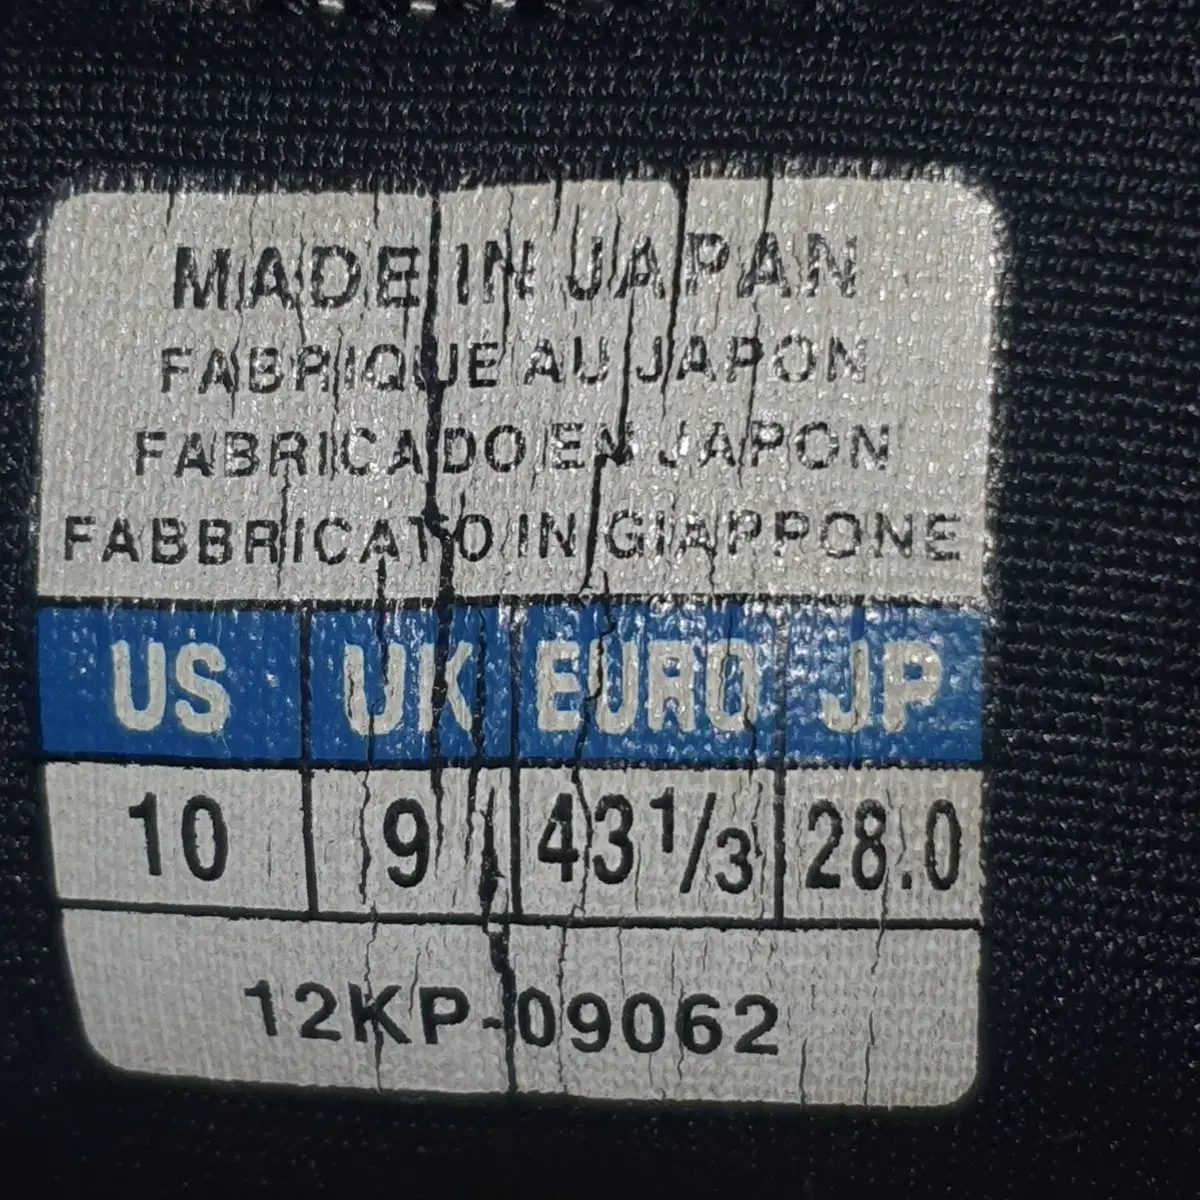 MADE IN JAPAN
FABRIQUE AU JAPON
FABRICADO EN JAPON
FABBRICATO IN GIAPPONE
US UK EURO JP
10 9 43 1/3 28.0
12KP-09062